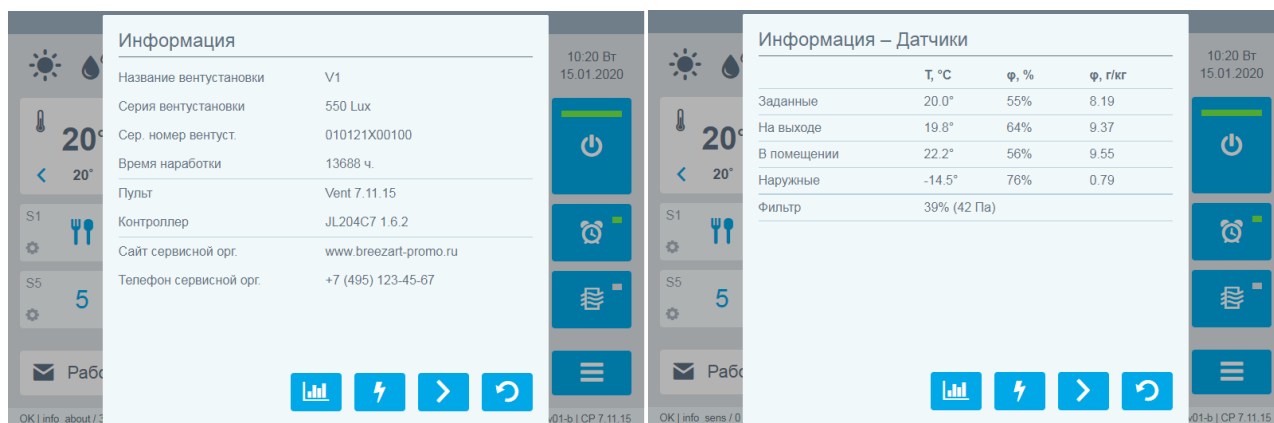 Информация
Название вентустановки V1
Серия вентустановки 550 Lux
Сер. номер вентуст. 010121X00100
Время наработки 13688 ч.
Пульт Vent 7.11.15
Контроллер JL204C7 1.6.2
Сайт сервисной орг. www.breezart-promo.ru
Телефон сервисной орг. +7 (495) 123-45-67
10:20 Вт
15.01.2020
20°
20°
S1
S5
5
OK | info_about / 3
v01-b | CP 7.11.15
Информация – Датчики
T, °C φ, % φ, г/кг
Заданные 20.0° 55% 8.19
На выходе 19.8° 64% 9.37
В помещении 22.2° 56% 9.55
Наружные -14.5° 76% 0.79
Фильтр 39% (42 Па)
10:20 Вт
15.01.2020
20°
20°
S1
S5
5
OK | info_sens / 0
v01-b | CP 7.11.15